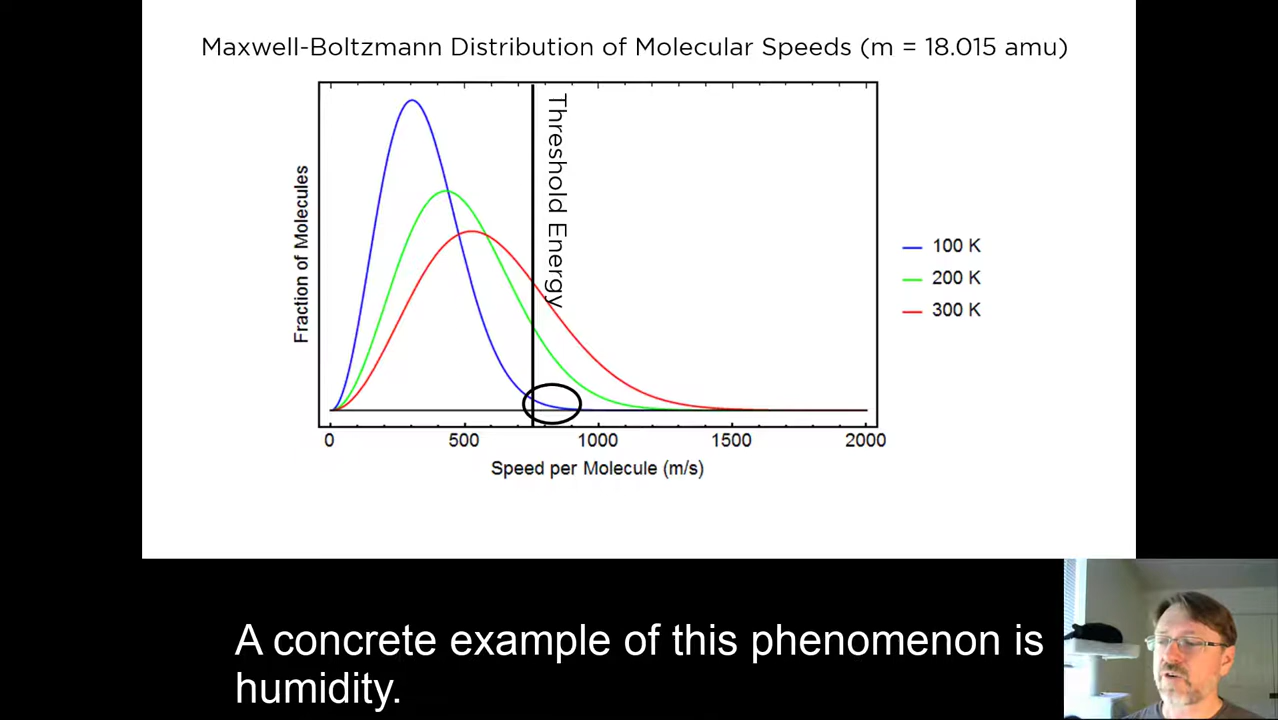 Maxwell-Boltzmann Distribution of Molecular Speeds (m = 18.015 amu)
Threshold Energy
Fraction of Molecules
100 K
200 K
300 K
0 500 1000 1500 2000
Speed per Molecule (m/s)
A concrete example of this phenomenon is
humidity.